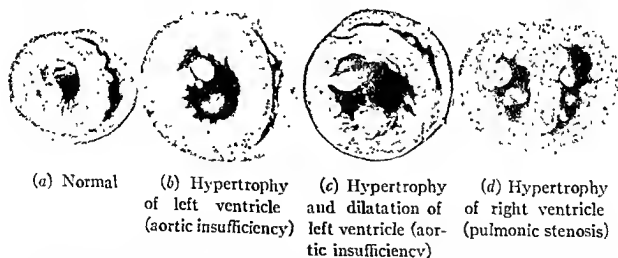 (a) Normal
(b) Hypertrophy
of left ventricle
(aortic insufficiency)
(c) Hypertrophy
and dilatation of
left ventricle (aor-
tic insufficiency)
(d) Hypertrophy
of right ventricle
(pulmonic stenosis)